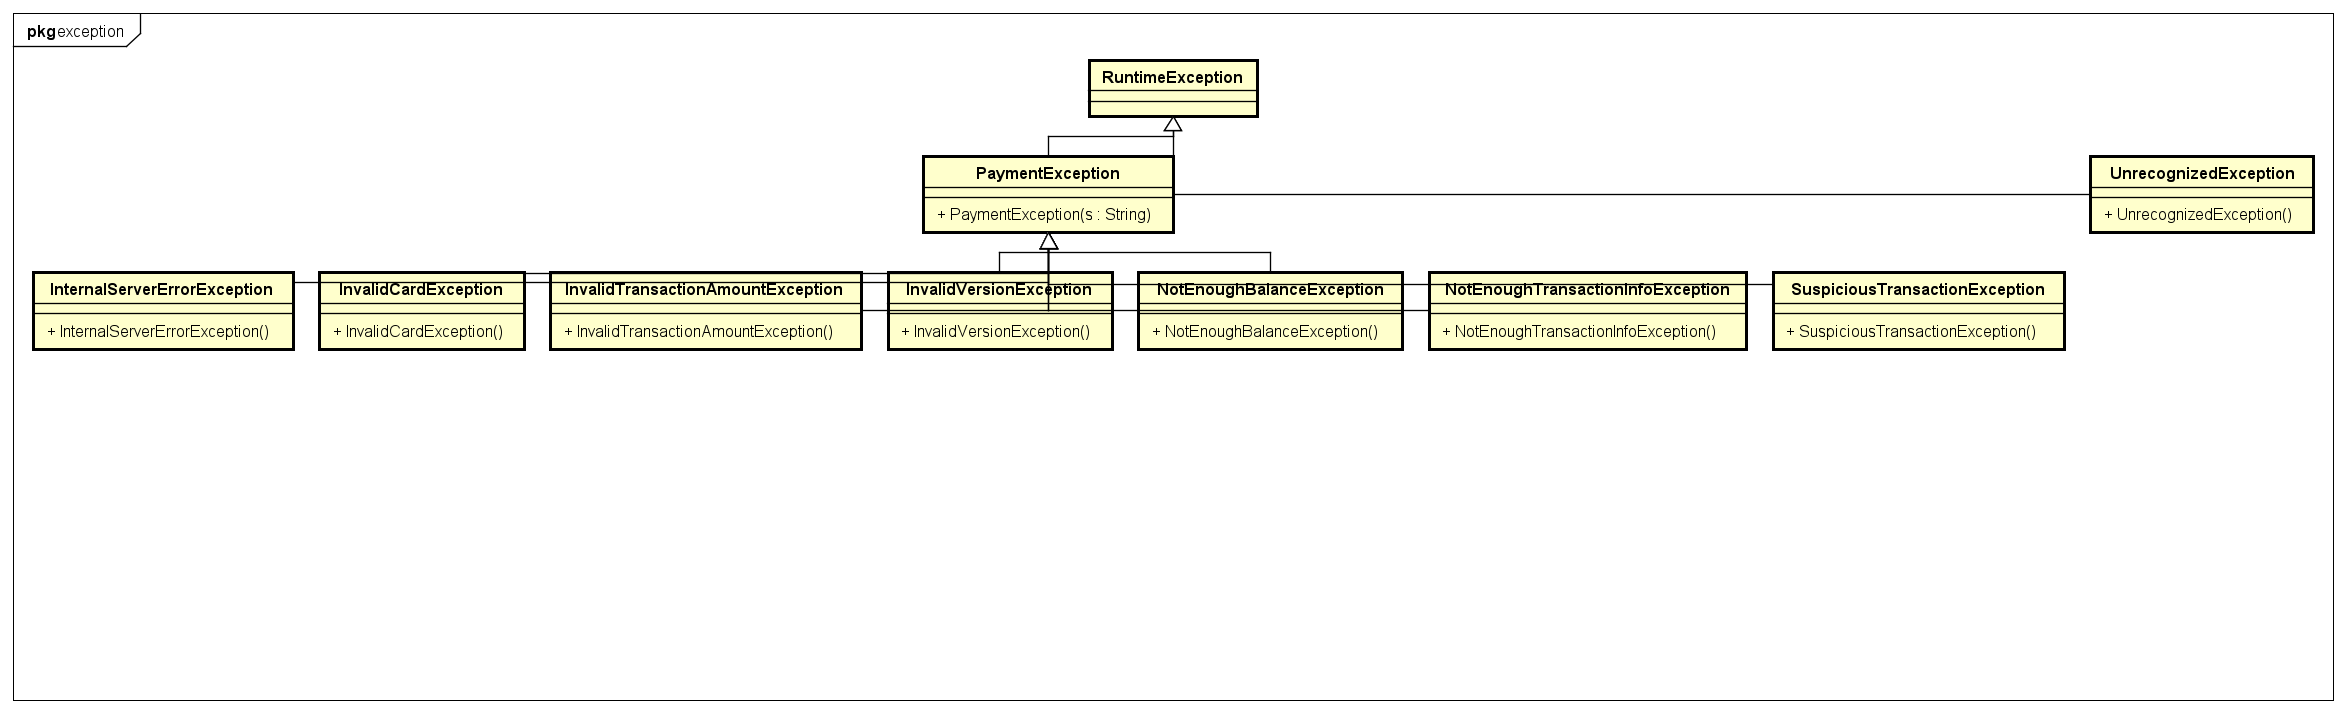 pkg exception
RuntimeException
PaymentException
+ PaymentException(s : String)
UnrecognizedException
+ UnrecognizedException()
InternalServerErrorException
+ InternalServerErrorException()
InvalidCardException
+ InvalidCardException()
InvalidTransactionAmountException
+ InvalidTransactionAmountException()
InvalidVersionException
+ InvalidVersionException()
NotEnoughBalanceException
+ NotEnoughBalanceException()
NotEnoughTransactionInfoException
+ NotEnoughTransactionInfoException()
SuspiciousTransactionException
+ SuspiciousTransactionException()